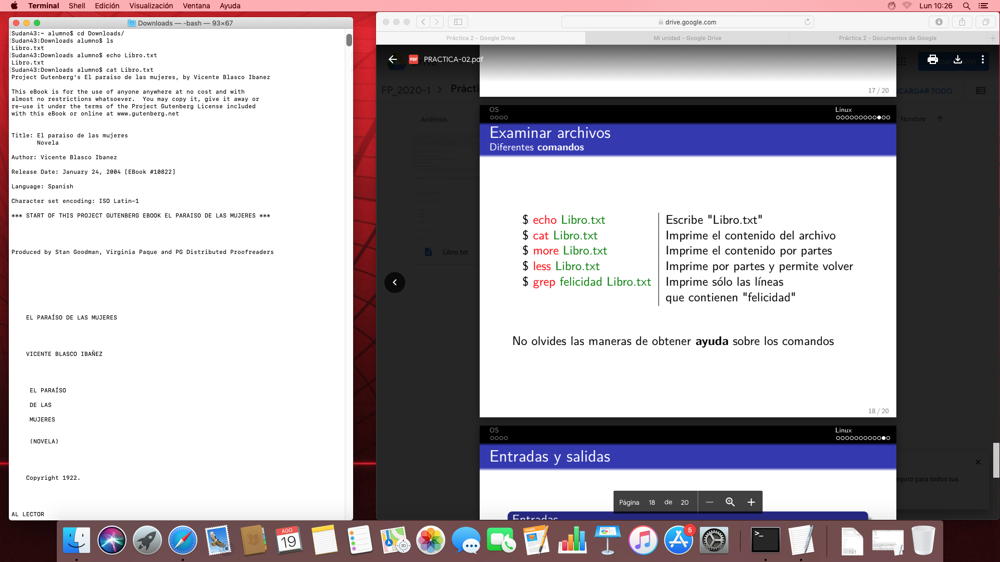 Terminal Shell Edición Visualización Ventana Ayuda
Lun 10:26
Downloads — -bash — 93×67
[Sudan43:~ alumno$ cd Downloads/
[Sudan43:Downloads alumno$ ls
Libro.txt
[Sudan43:Downloads alumno$ echo Libro.txt
Libro.txt
[Sudan43:Downloads alumno$ cat Libro.txt
Project Gutenberg's El paraiso de las mujeres, by Vicente Blasco Ibanez
This eBook is for the use of anyone anywhere at no cost and with
almost no restrictions whatsoever.  You may copy it, give it away or
re-use it under the terms of the Project Gutenberg License included
with this eBook or online at www.gutenberg.net
Title: El paraiso de las mujeres
Novela
Author: Vicente Blasco Ibanez
Release Date: January 24, 2004 [EBook #10822]
Language: Spanish
Character set encoding: ISO Latin-1
*** START OF THIS PROJECT GUTENBERG EBOOK EL PARAISO DE LAS MUJERES ***
Produced by Stan Goodman, Virginia Paque and PG Distributed Proofreaders
EL PARAÍSO DE LAS MUJERES
VICENTE BLASCO IBAÑEZ
EL PARAÍSO
DE LAS
MUJERES
(NOVELA)
Copyright 1922.
AL LECTOR
drive.google.com
Práctica 2 - Google Drive
Mi unidad - Google Drive
Práctica 2 - Documentos de Google
PDF PRACTICA-02.pdf
FP_2020-1 > Prácti
CARGAR TODO
Archivos
Nombre
Libro.txt
eguro para todos tus
17 / 20
OS
Linux
Examinar archivos
Diferentes comandos
$ echo Libro.txt Escribe "Libro.txt"
$ cat Libro.txt Imprime el contenido del archivo
$ more Libro.txt Imprime el contenido por partes
$ less Libro.txt Imprime por partes y permite volver
$ grep felicidad Libro.txt Imprime sólo las líneas
que contienen "felicidad"
No olvides las maneras de obtener ayuda sobre los comandos
18 / 20
OS
Linux
Entradas y salidas
Página 18 de 20
Entradas
AGO
19
PAGES
3D
5
>_
TXT